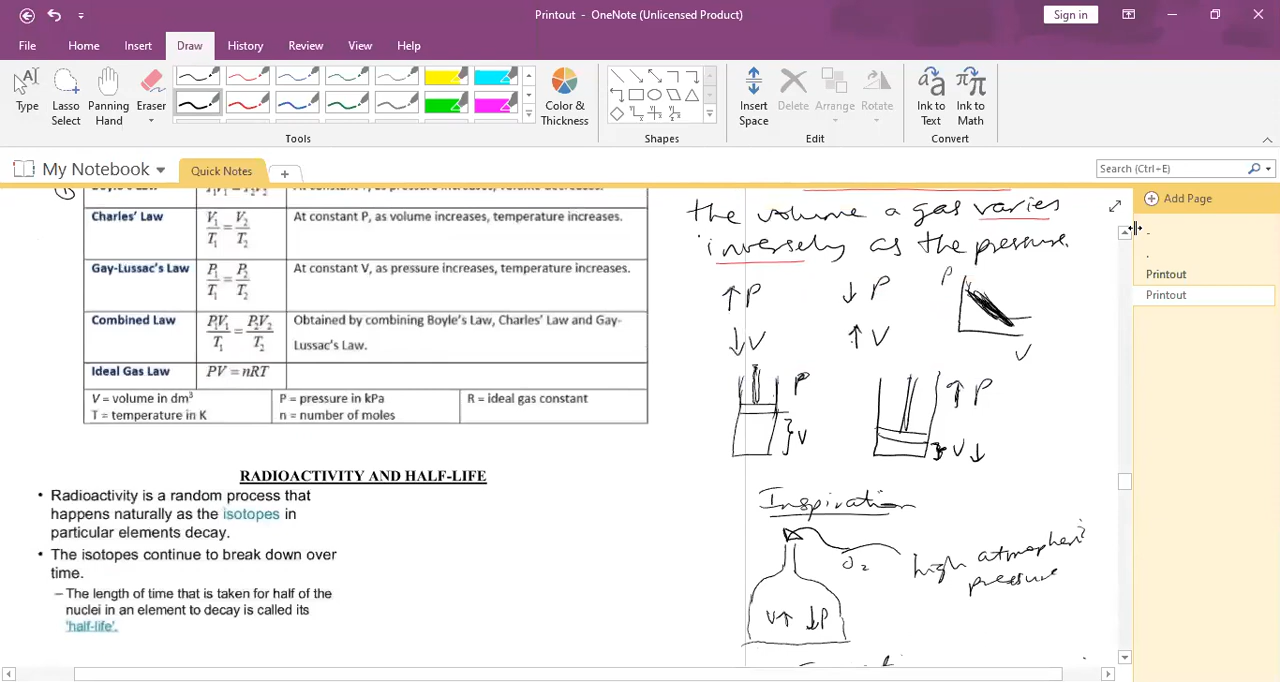 Printout - OneNote (Unlicensed Product)
Sign in
File Home Insert Draw History Review View Help
Type
Lasso Select
Panning Hand
Eraser
Color & Thickness
Insert Space
Delete
Arrange
Rotate
Ink to Text
Ink to Math
Tools
Shapes
Edit
Convert
My Notebook
Quick Notes
Search (Ctrl+E)
Add Page
-
.
Printout
Printout
Charles' Law V1/T1 = V2/T2 At constant P, as volume increases, temperature increases.
Gay-Lussac's Law P1/T1 = P2/T2 At constant V, as pressure increases, temperature increases.
Combined Law P1V1/T1 = P2V2/T2 Obtained by combining Boyle's Law, Charles' Law and Gay-
Lussac's Law.
Ideal Gas Law PV = nRT
V = volume in dm³ P = pressure in kPa R = ideal gas constant
T = temperature in K n = number of moles
RADIOACTIVITY AND HALF-LIFE
• Radioactivity is a random process that
happens naturally as the isotopes in
particular elements decay.
• The isotopes continue to break down over
time.
– The length of time that is taken for half of the
nuclei in an element to decay is called its
'half-life'.
the volume a gas varies
inversely as the pressure.
↑ P ↓ P P
↓ V ↑ V V
P ↑ P
V V ↓
Inspiration
O2 high atmospheric
pressure
V↑ ↓P